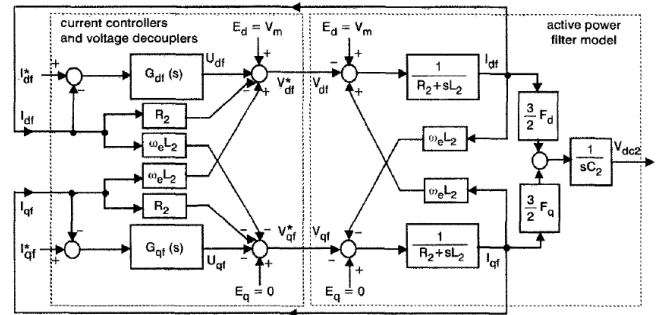 current controllers
and voltage decouplers
E_d = V_m
E_d = V_m
active power
filter model
I*_df
+
−
G_df (s)
U_df
−
+
−
+
V*_df
V_df
−
+
+
1
R_2+sL_2
I_df
I_df
R_2
ω_eL_2
ω_eL_2
3
2
F_d
V_dc2
1
sC_2
ω_eL_2
ω_eL_2
I_qf
R_2
3
2
F_q
I*_qf
+
−
G_qf (s)
U_qf
−
−
−
+
V*_qf
V_qf
−
−
+
1
R_2+sL_2
I_qf
E_q = 0
E_q = 0